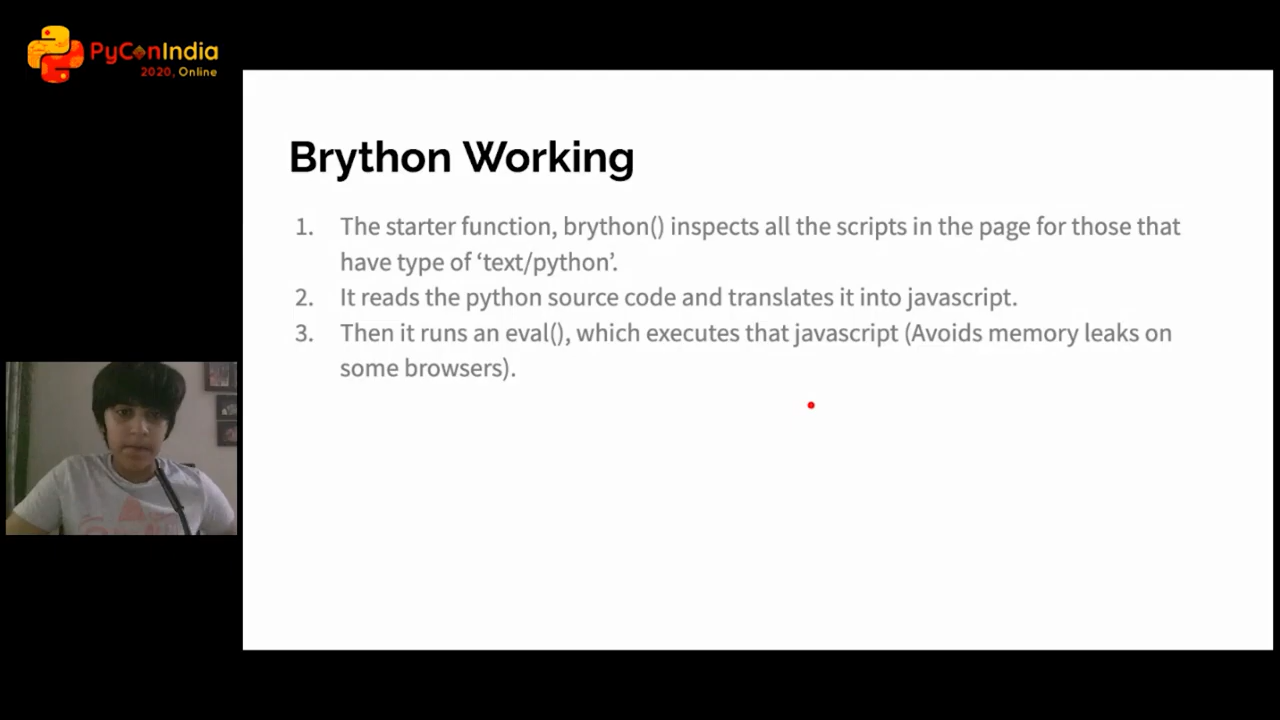 PyConIndia
2020, Online
Brython Working
1. The starter function, brython() inspects all the scripts in the page for those that
have type of ‘text/python’.
2. It reads the python source code and translates it into javascript.
3. Then it runs an eval(), which executes that javascript (Avoids memory leaks on
some browsers).